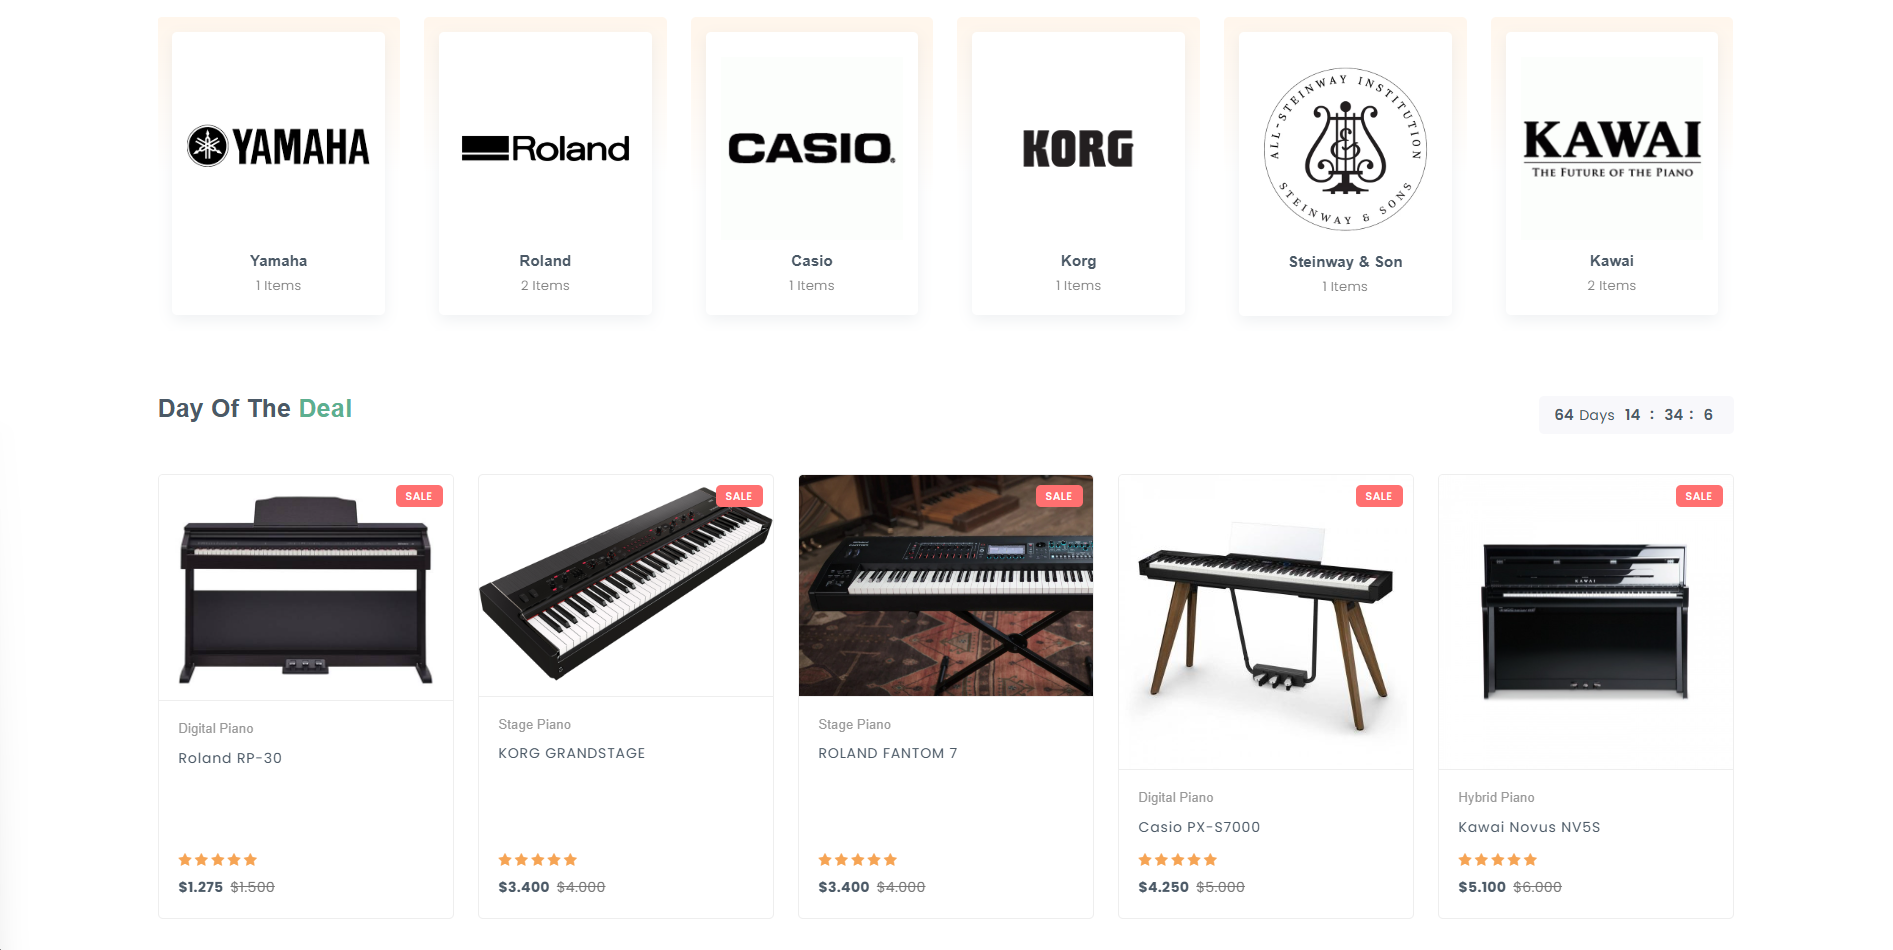 YAMAHA
Roland
CASIO
KORG
ALL-STEINWAY INSTITUTION
&
STEINWAY & SONS
KAWAI
THE FUTURE OF THE PIANO
Yamaha
1 Items
Roland
2 Items
Casio
1 Items
Korg
1 Items
Steinway & Son
1 Items
Kawai
2 Items
Day Of The Deal
64 Days 14 : 34 : 6
SALE
Digital Piano
Roland RP-30
$1.275 $1.500
SALE
Stage Piano
KORG GRANDSTAGE
$3.400 $4.000
SALE
Stage Piano
ROLAND FANTOM 7
$3.400 $4.000
SALE
Digital Piano
Casio PX-S7000
$4.250 $5.000
SALE
KAWAI
Hybrid Piano
Kawai Novus NV5S
$5.100 $6.000